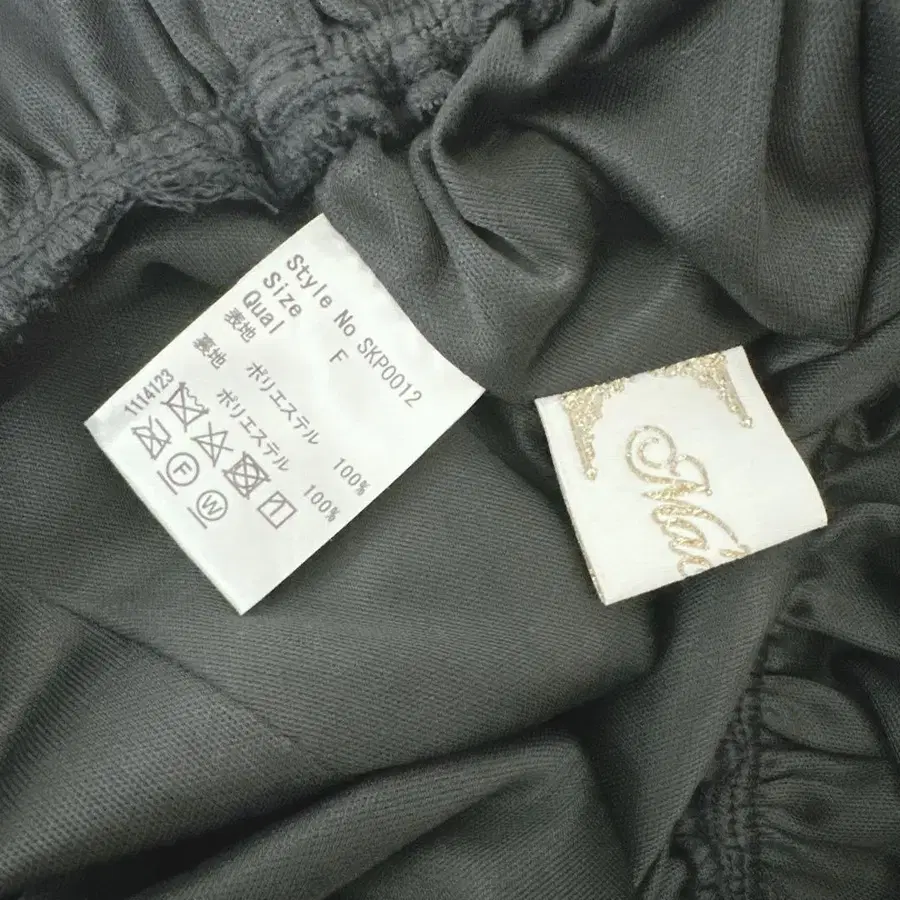 Style No SKP0012
Size F
Qual
表地 ポリエステル 100%
裏地 ポリエステル 100%
1114123
F
W